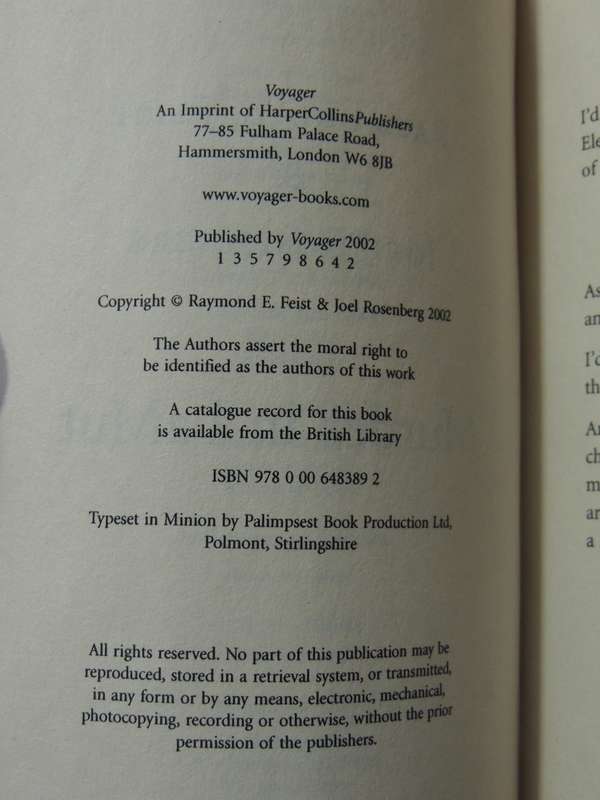 Voyager
An Imprint of HarperCollinsPublishers
77–85 Fulham Palace Road,
Hammersmith, London W6 8JB
www.voyager-books.com
Published by Voyager 2002
1 3 5 7 9 8 6 4 2
Copyright © Raymond E. Feist & Joel Rosenberg 2002
The Authors assert the moral right to
be identified as the authors of this work
A catalogue record for this book
is available from the British Library
ISBN 978 0 00 648389 2
Typeset in Minion by Palimpsest Book Production Ltd,
Polmont, Stirlingshire
All rights reserved. No part of this publication may be
reproduced, stored in a retrieval system, or transmitted,
in any form or by any means, electronic, mechanical,
photocopying, recording or otherwise, without the prior
permission of the publishers.
I'd
of
As
a